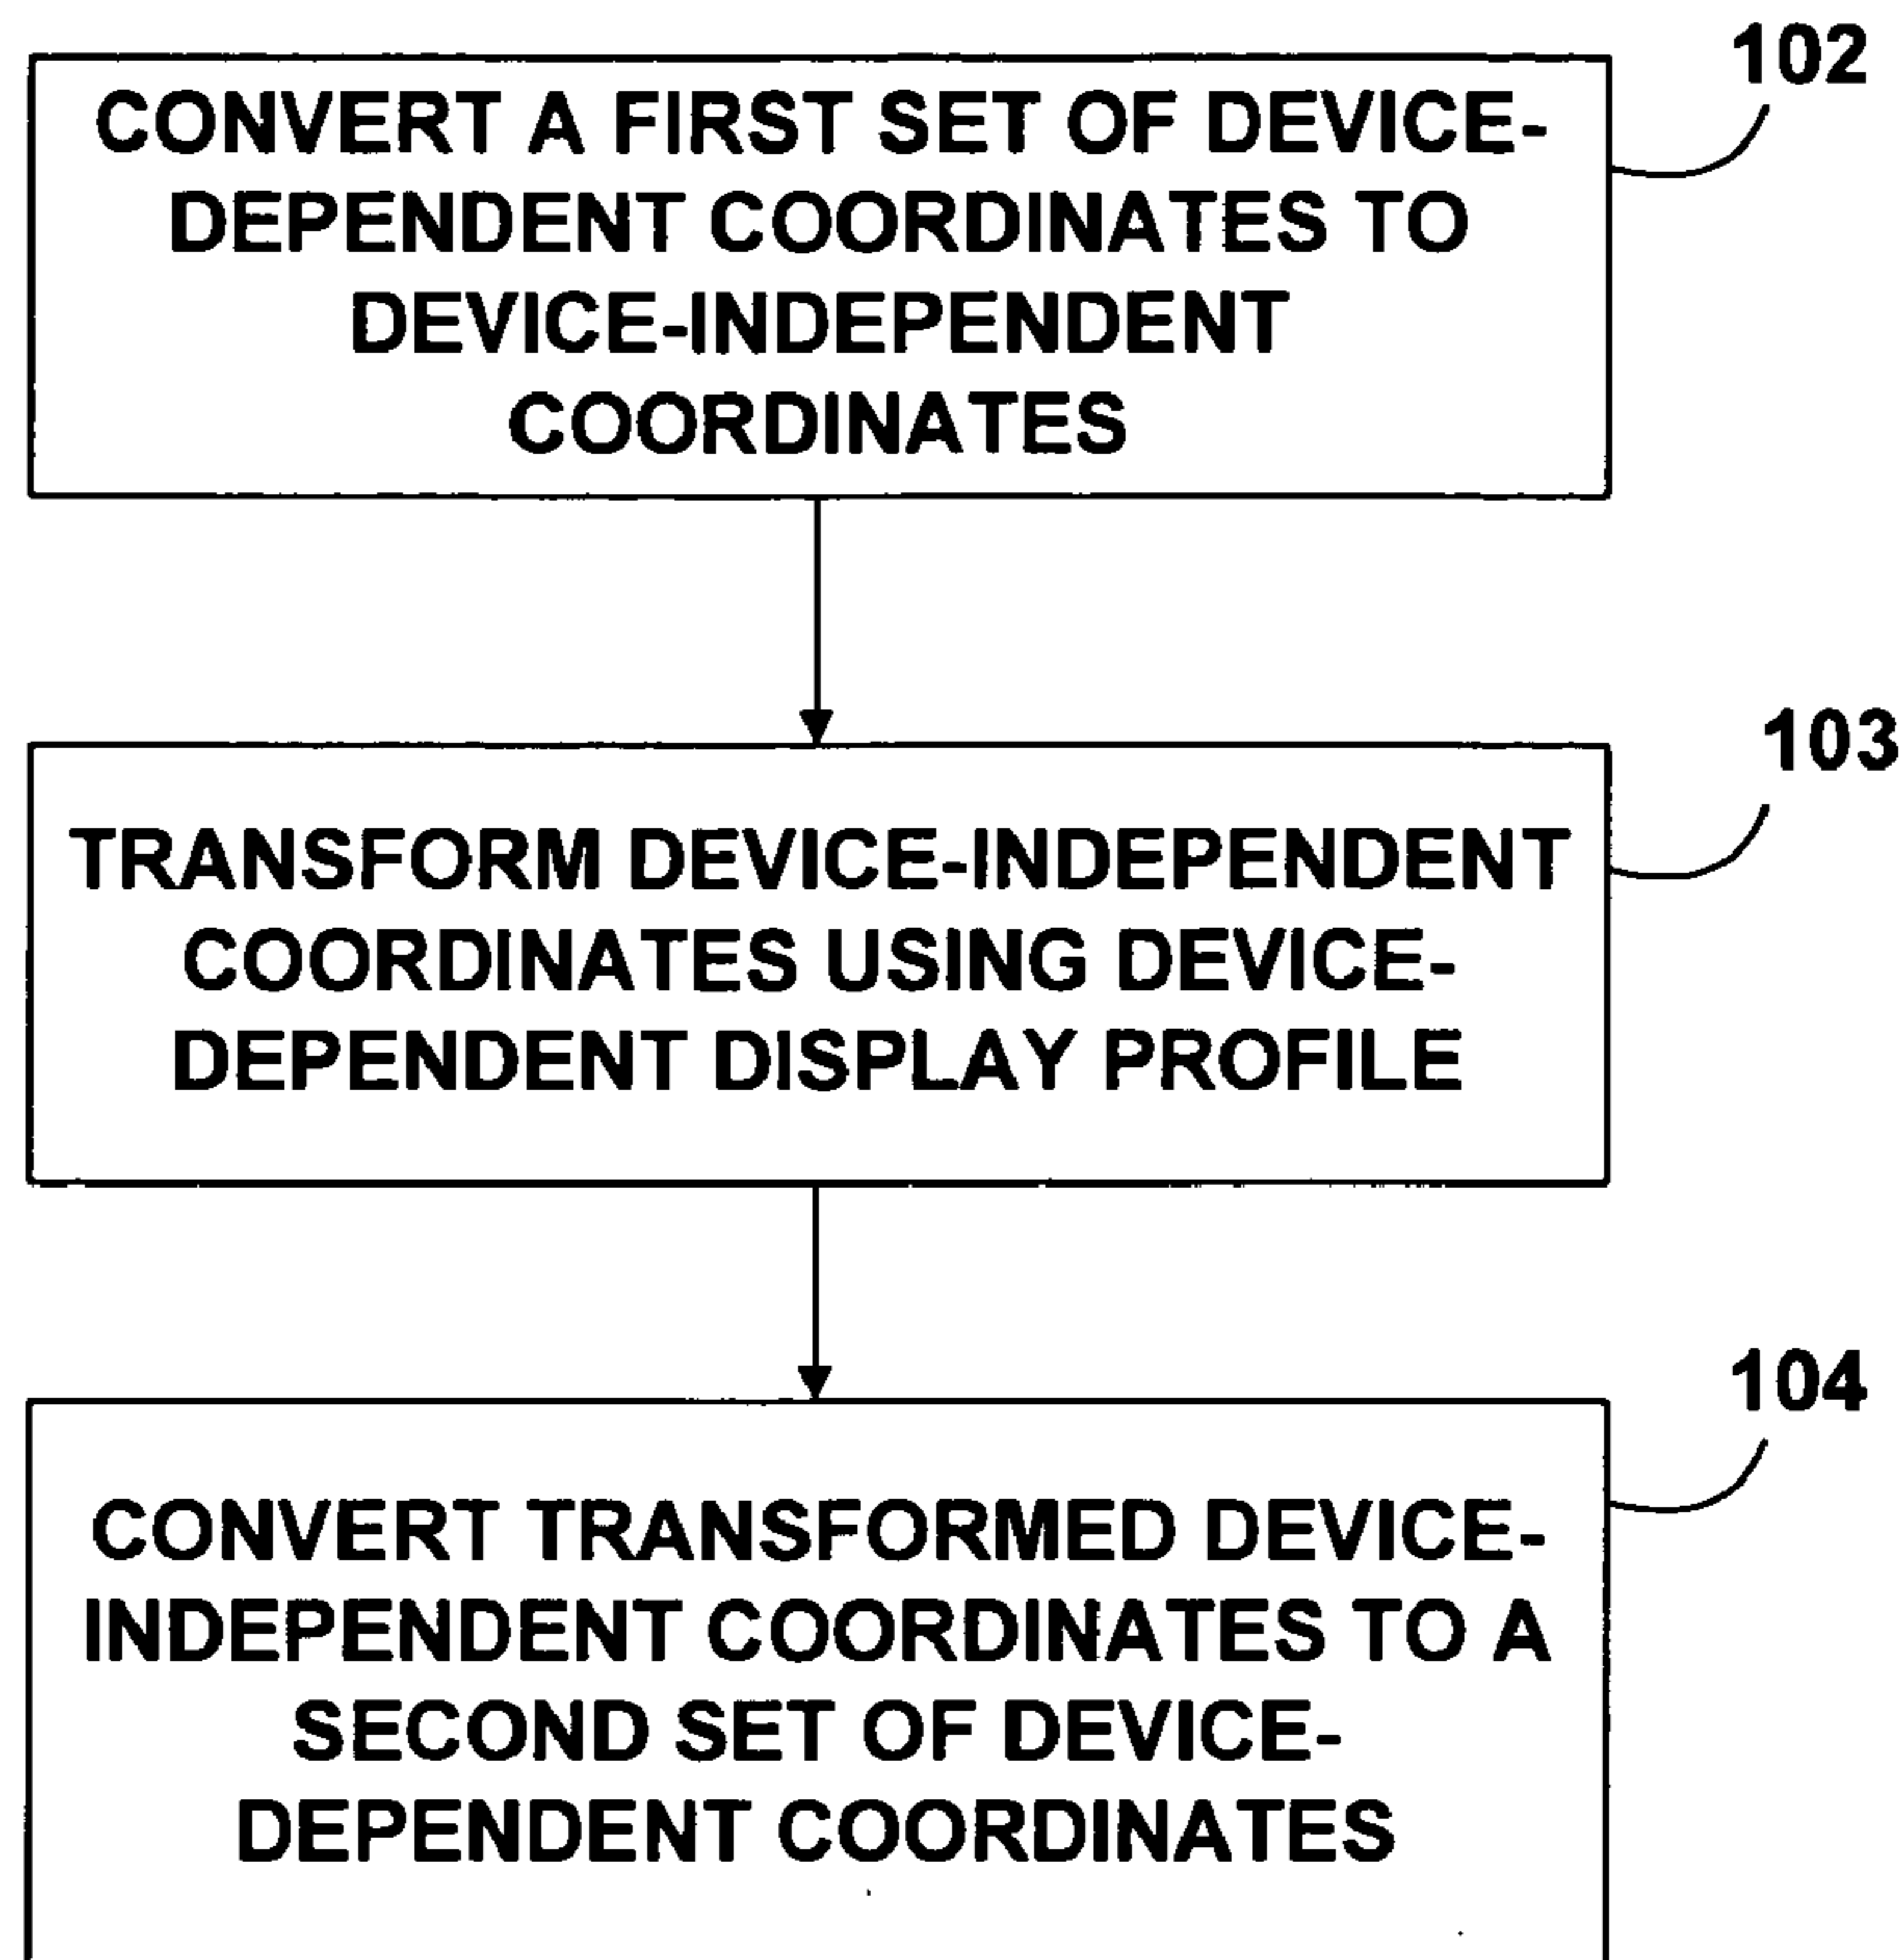 102
CONVERT A FIRST SET OF DEVICE-
DEPENDENT COORDINATES TO
DEVICE-INDEPENDENT
COORDINATES
103
TRANSFORM DEVICE-INDEPENDENT
COORDINATES USING DEVICE-
DEPENDENT DISPLAY PROFILE
104
CONVERT TRANSFORMED DEVICE-
INDEPENDENT COORDINATES TO A
SECOND SET OF DEVICE-
DEPENDENT COORDINATES